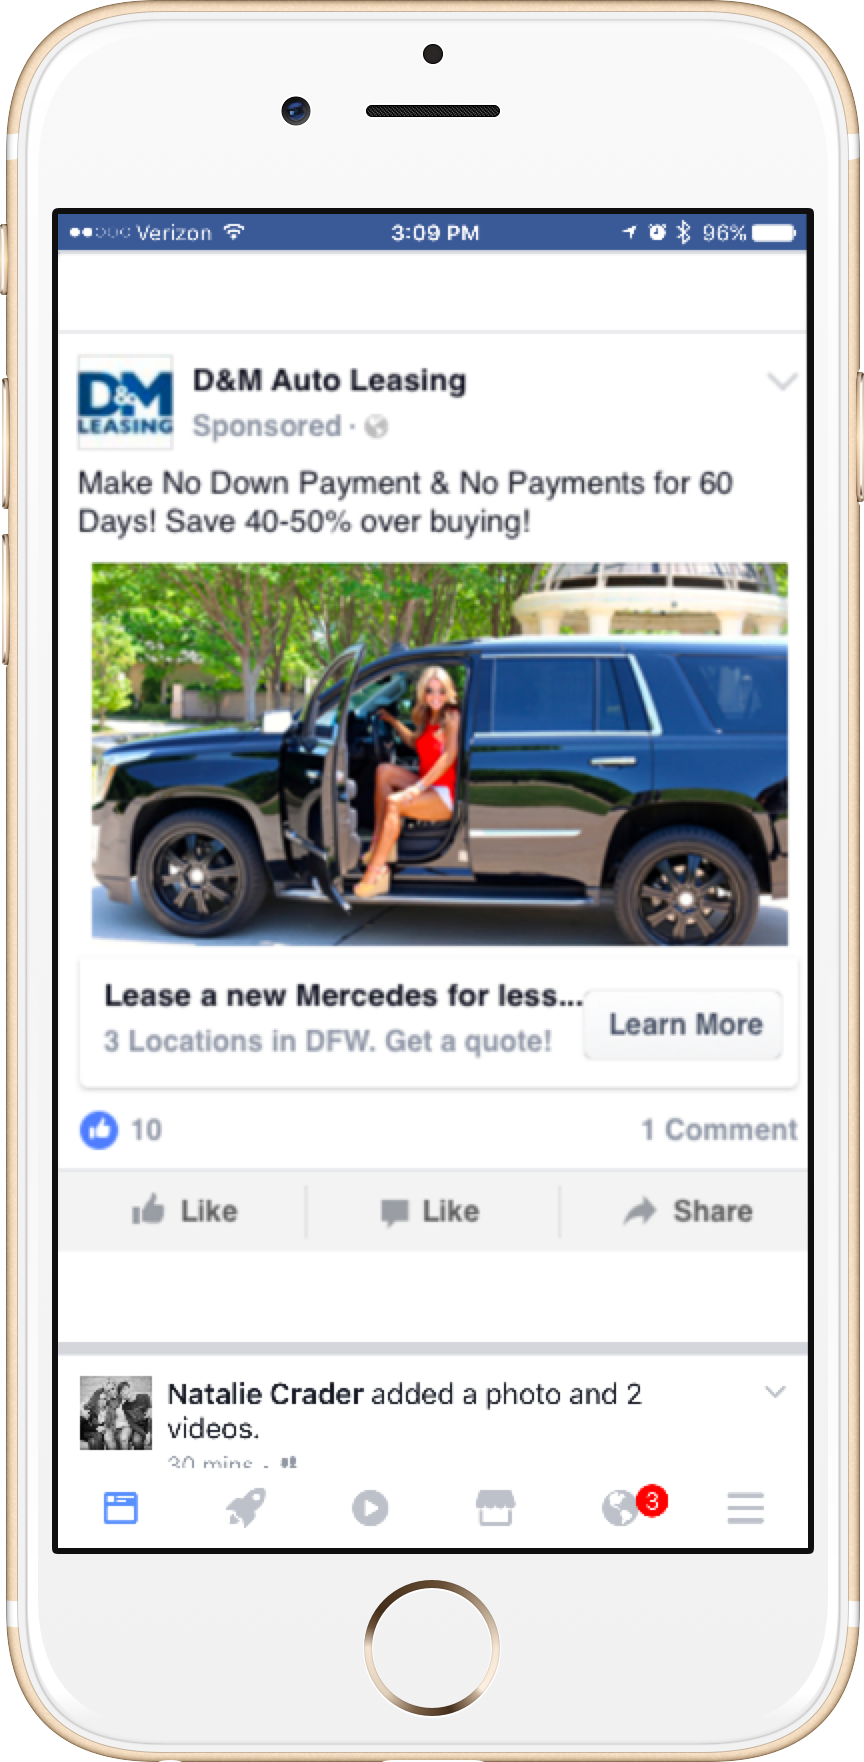 Verizon 3:09 PM 96%
D&M
LEASING
D&M Auto Leasing
Sponsored ·
Make No Down Payment & No Payments for 60
Days! Save 40-50% over buying!
Lease a new Mercedes for less...
3 Locations in DFW. Get a quote!
Learn More
10
1 Comment
Like
Like
Share
Natalie Crader added a photo and 2
videos.
30 mins ·
3